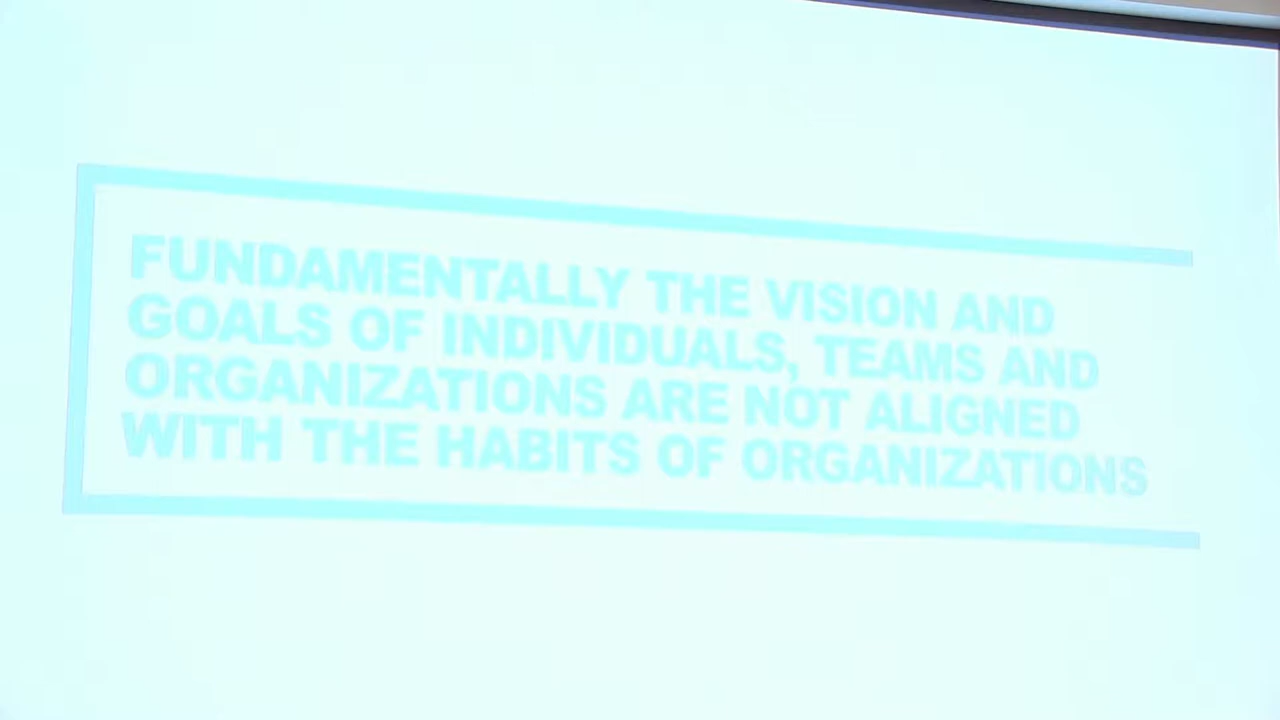 FUNDAMENTALLY THE VISION AND
GOALS OF INDIVIDUALS, TEAMS AND
ORGANIZATIONS ARE NOT ALIGNED
WITH THE HABITS OF ORGANIZATIONS